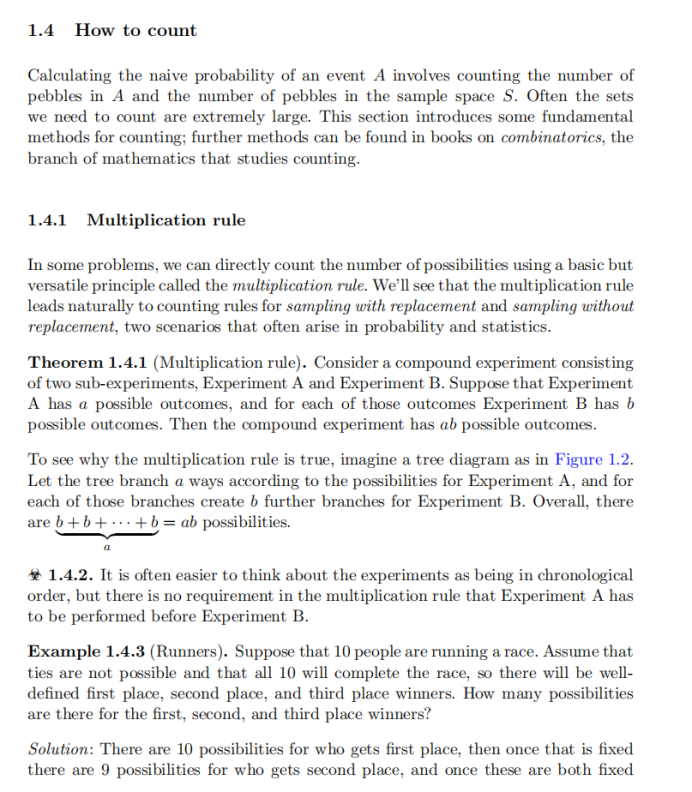 1.4 How to count
Calculating the naive probability of an event A involves counting the number of
pebbles in A and the number of pebbles in the sample space S. Often the sets
we need to count are extremely large. This section introduces some fundamental
methods for counting; further methods can be found in books on combinatorics, the
branch of mathematics that studies counting.
1.4.1 Multiplication rule
In some problems, we can directly count the number of possibilities using a basic but
versatile principle called the multiplication rule. We'll see that the multiplication rule
leads naturally to counting rules for sampling with replacement and sampling without
replacement, two scenarios that often arise in probability and statistics.
Theorem 1.4.1 (Multiplication rule). Consider a compound experiment consisting
of two sub-experiments, Experiment A and Experiment B. Suppose that Experiment
A has a possible outcomes, and for each of those outcomes Experiment B has b
possible outcomes. Then the compound experiment has ab possible outcomes.
To see why the multiplication rule is true, imagine a tree diagram as in Figure 1.2.
Let the tree branch a ways according to the possibilities for Experiment A, and for
each of those branches create b further branches for Experiment B. Overall, there
are b + b + ⋯ + b = ab possibilities.
a
☣ 1.4.2. It is often easier to think about the experiments as being in chronological
order, but there is no requirement in the multiplication rule that Experiment A has
to be performed before Experiment B.
Example 1.4.3 (Runners). Suppose that 10 people are running a race. Assume that
ties are not possible and that all 10 will complete the race, so there will be well-
defined first place, second place, and third place winners. How many possibilities
are there for the first, second, and third place winners?
Solution: There are 10 possibilities for who gets first place, then once that is fixed
there are 9 possibilities for who gets second place, and once these are both fixed